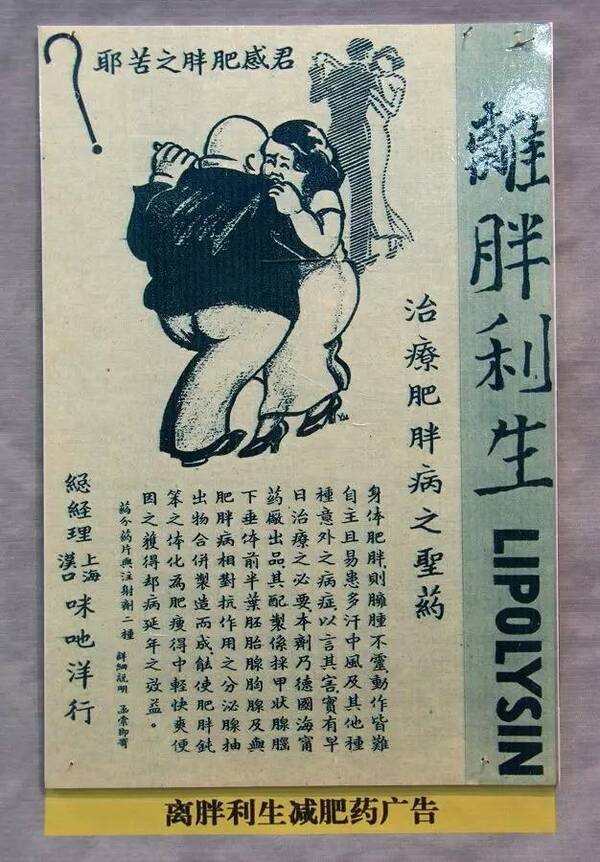 離胖利生 LIPOLYSIN
君感肥胖之苦耶?
治療肥胖病之聖葯
身体肥胖則臃腫不靈動作皆難
自主且易患多汗中風及其他種
種意外之病症以言其害實有早
日治療之必要本劑乃德國海甯
葯廠出品其配製係採甲狀腺腦
下垂体前半葉胚胎腺胸腺及與
肥胖病相對抗作用之分泌腺抽
出物合併製造而成能使肥胖鈍
笨之体化為肥瘦得中輕快爽便
因之獲得却病延年之效益。
葯分葯片與注射劑二種 詳細説明 函索即寄
總經理 上海 漢口 咪吔洋行
离胖利生减肥药广告